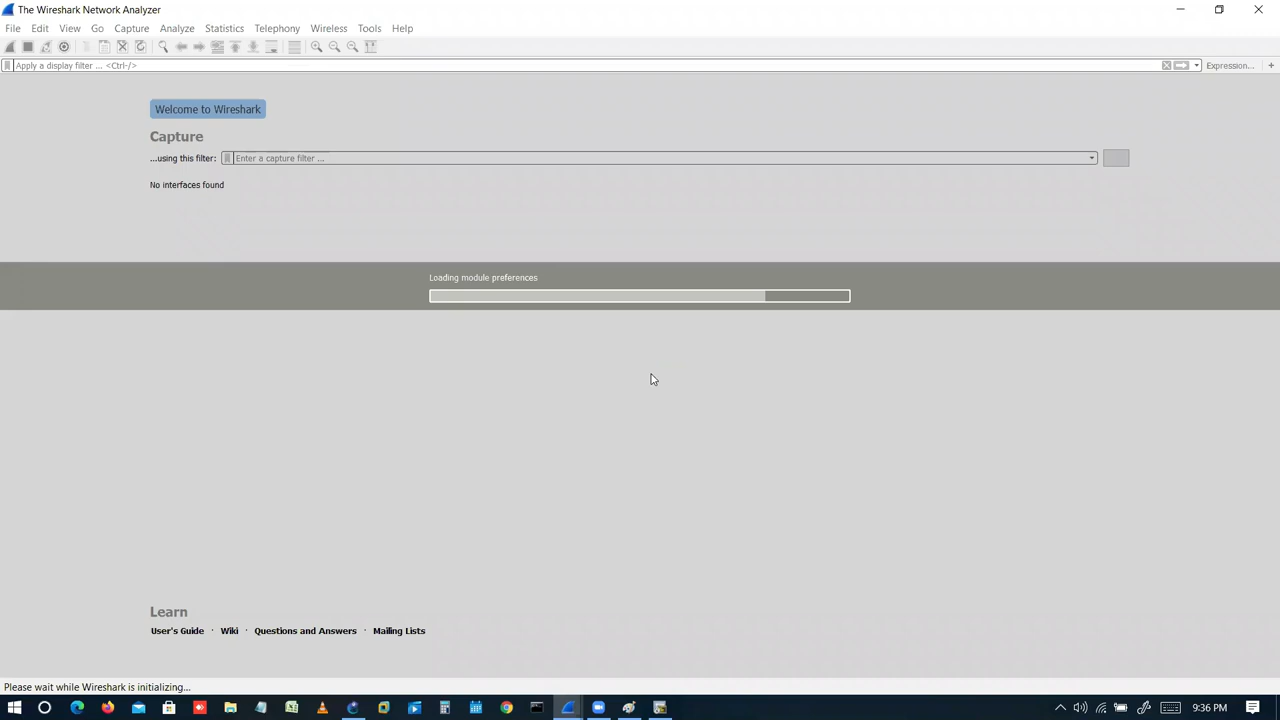 The Wireshark Network Analyzer
File Edit View Go Capture Analyze Statistics Telephony Wireless Tools Help
Apply a display filter ... <Ctrl-/> Expression... +
Welcome to Wireshark
Capture
...using this filter: Enter a capture filter ...
No interfaces found
Loading module preferences
Learn
User's Guide · Wiki · Questions and Answers · Mailing Lists
Please wait while Wireshark is initializing...
9:36 PM